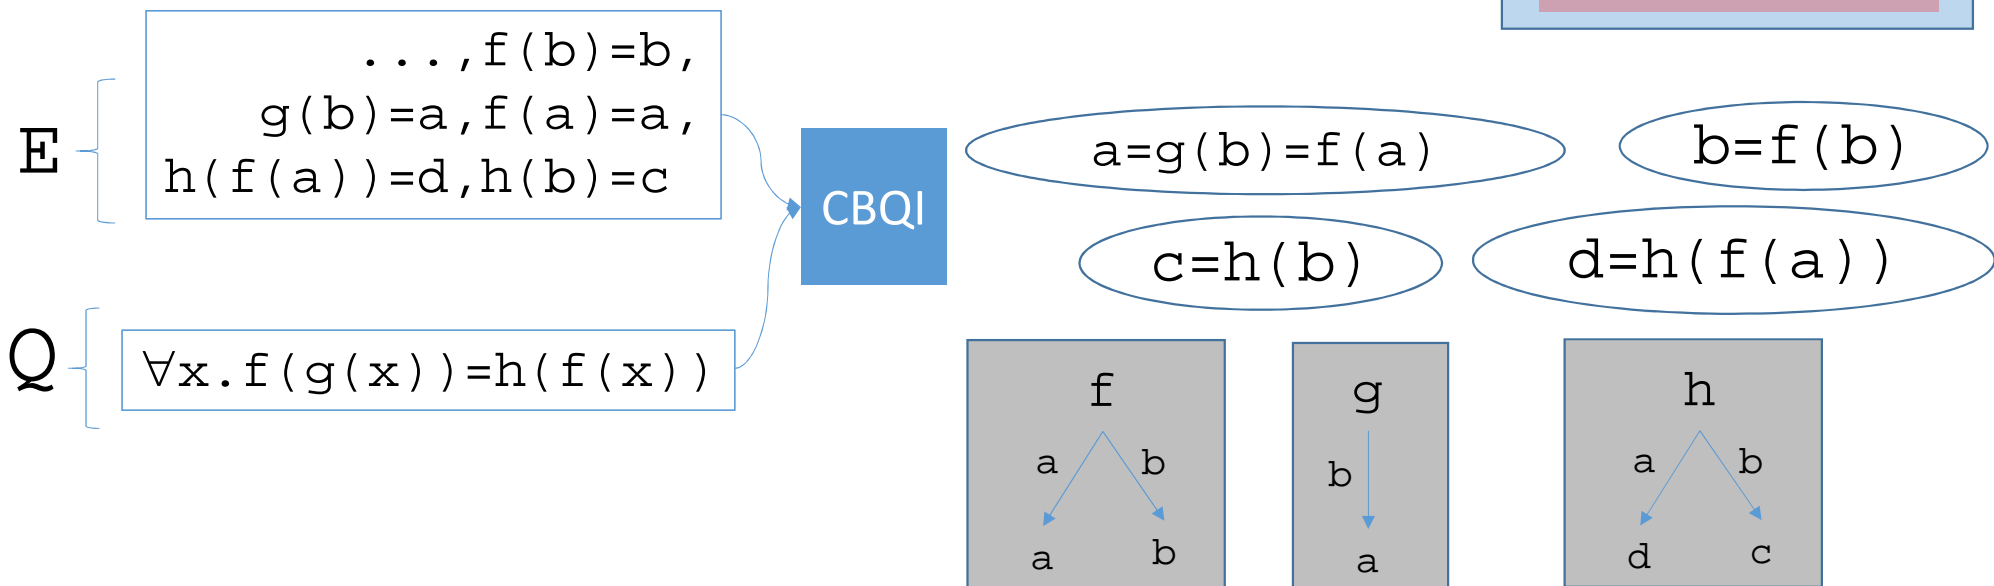 E
...,f(b)=b,
g(b)=a,f(a)=a,
h(f(a))=d,h(b)=c
Q
∀x.f(g(x))=h(f(x))
CBQI
a=g(b)=f(a)
b=f(b)
c=h(b)
d=h(f(a))
f
a b
a b
g
b
a
h
a b
d c